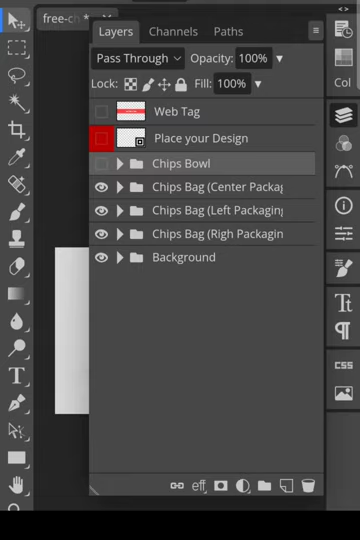 <>
free-ch *
Layers Channels Paths
Pass Through Opacity: 100%
Lock: Fill: 100%
Col
Web Tag
Place your Design
Chips Bowl
Chips Bag (Center Packag
Chips Bag (Left Packaging
Chips Bag (Righ Packagin
Background
CSS
eff